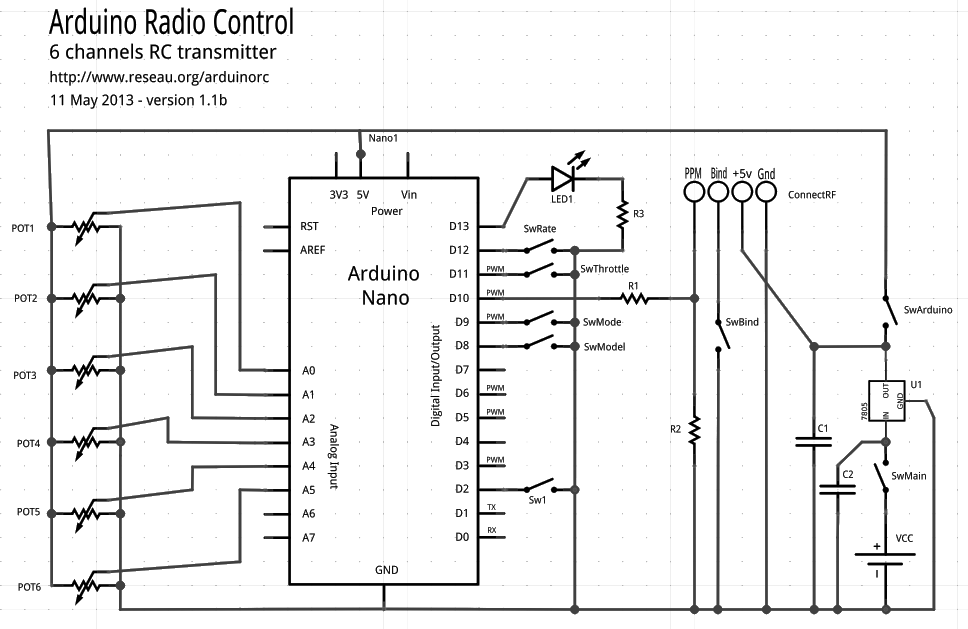 Arduino Radio Control
6 channels RC transmitter
http://www.reseau.org/arduinorc
11 May 2013 - version 1.1b
Nano1
3V3 5V Vin
Power
RST
AREF
Arduino
Nano
A0
A1
A2
A3
A4
A5
A6
A7
Analog Input
Digital Input/Output
D13
D12
PWM D11
PWM D10
PWM D9
PWM D8
D7
PWM D6
PWM D5
D4
PWM D3
D2
TX D1
RX D0
GND
POT1
POT2
POT3
POT4
POT5
POT6
LED1
R3
SwRate
SwThrottle
R1
SwMode
SwModel
Sw1
PPM Bind +5v Gnd
ConnectRF
SwBind
R2
SwArduino
U1
7805
OUT
GND
IN
C1
C2
SwMain
VCC
+
I